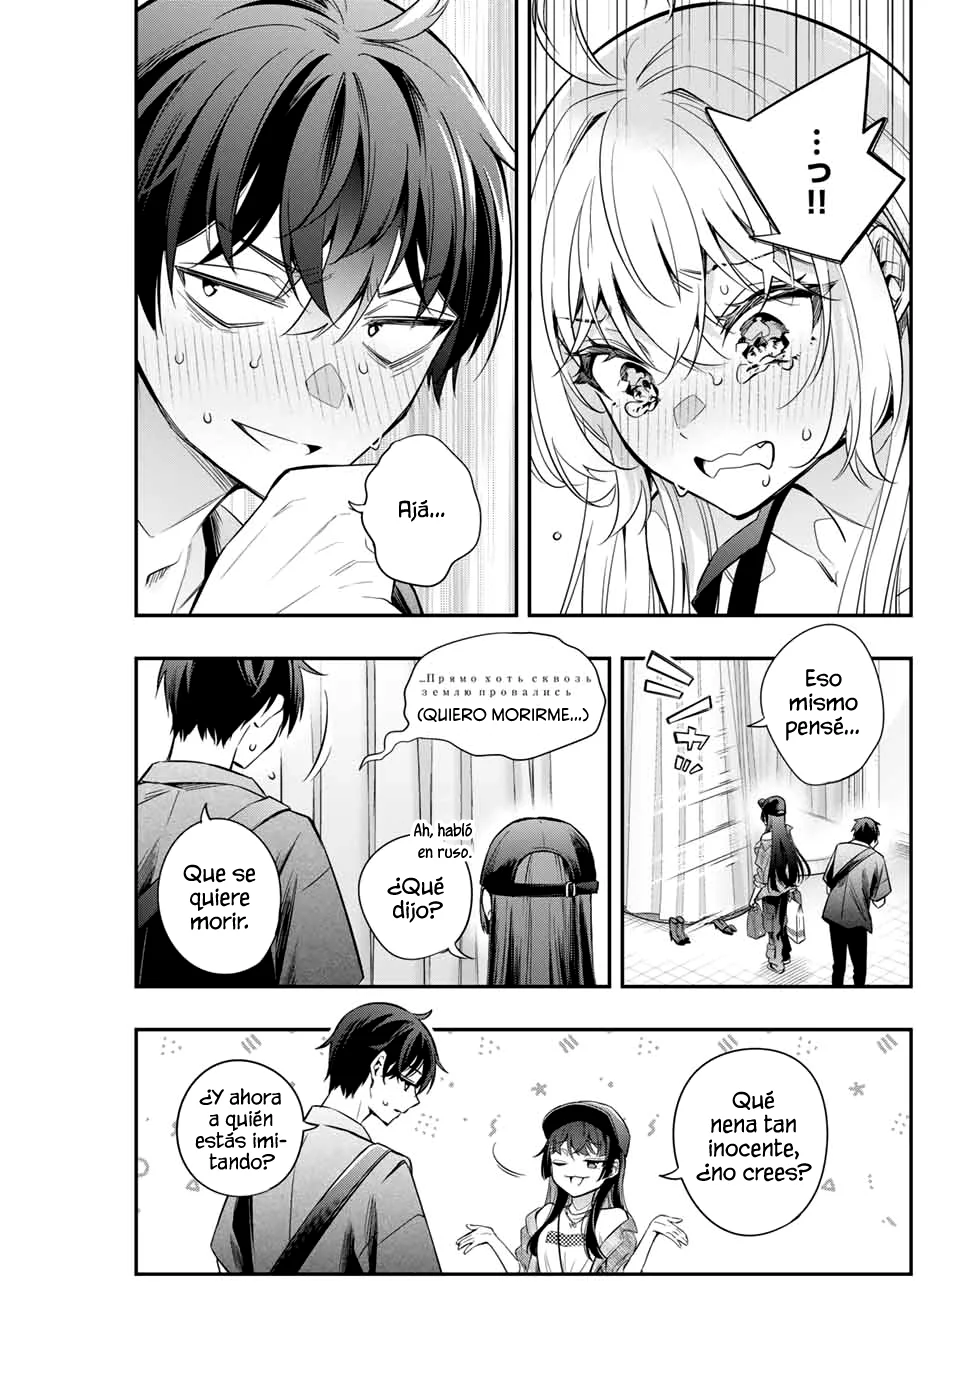 …っ!!
Ajá...
Eso
mismo
pensé...
...Прямо хоть сквозь
землю провались
(QUIERO MORIRME...)
Ah, habló
en ruso.
¿Qué
dijo?
Que se
quiere
morir.
Qué
nena tan
inocente,
¿no crees?
¿Y ahora
a quién
estás imi-
tando?